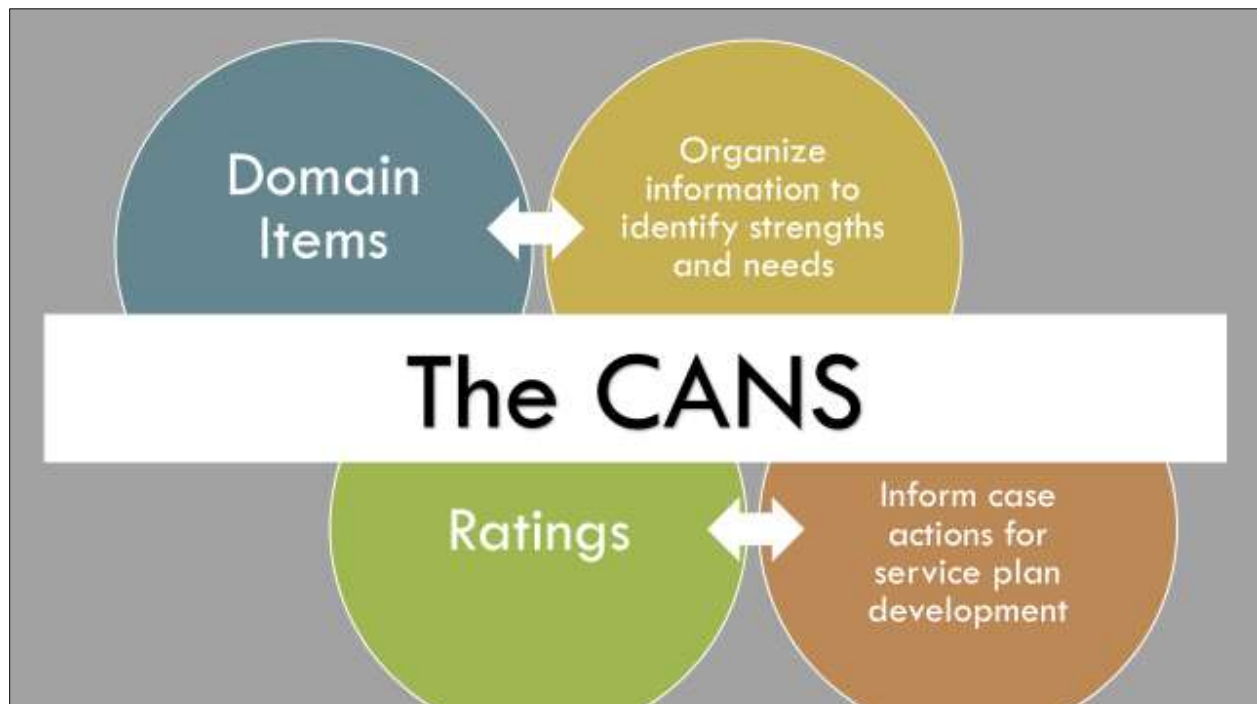 Domain
Items
Organize
information to
identify strengths
and needs
The CANS
Ratings
Inform case
actions for
service plan
development